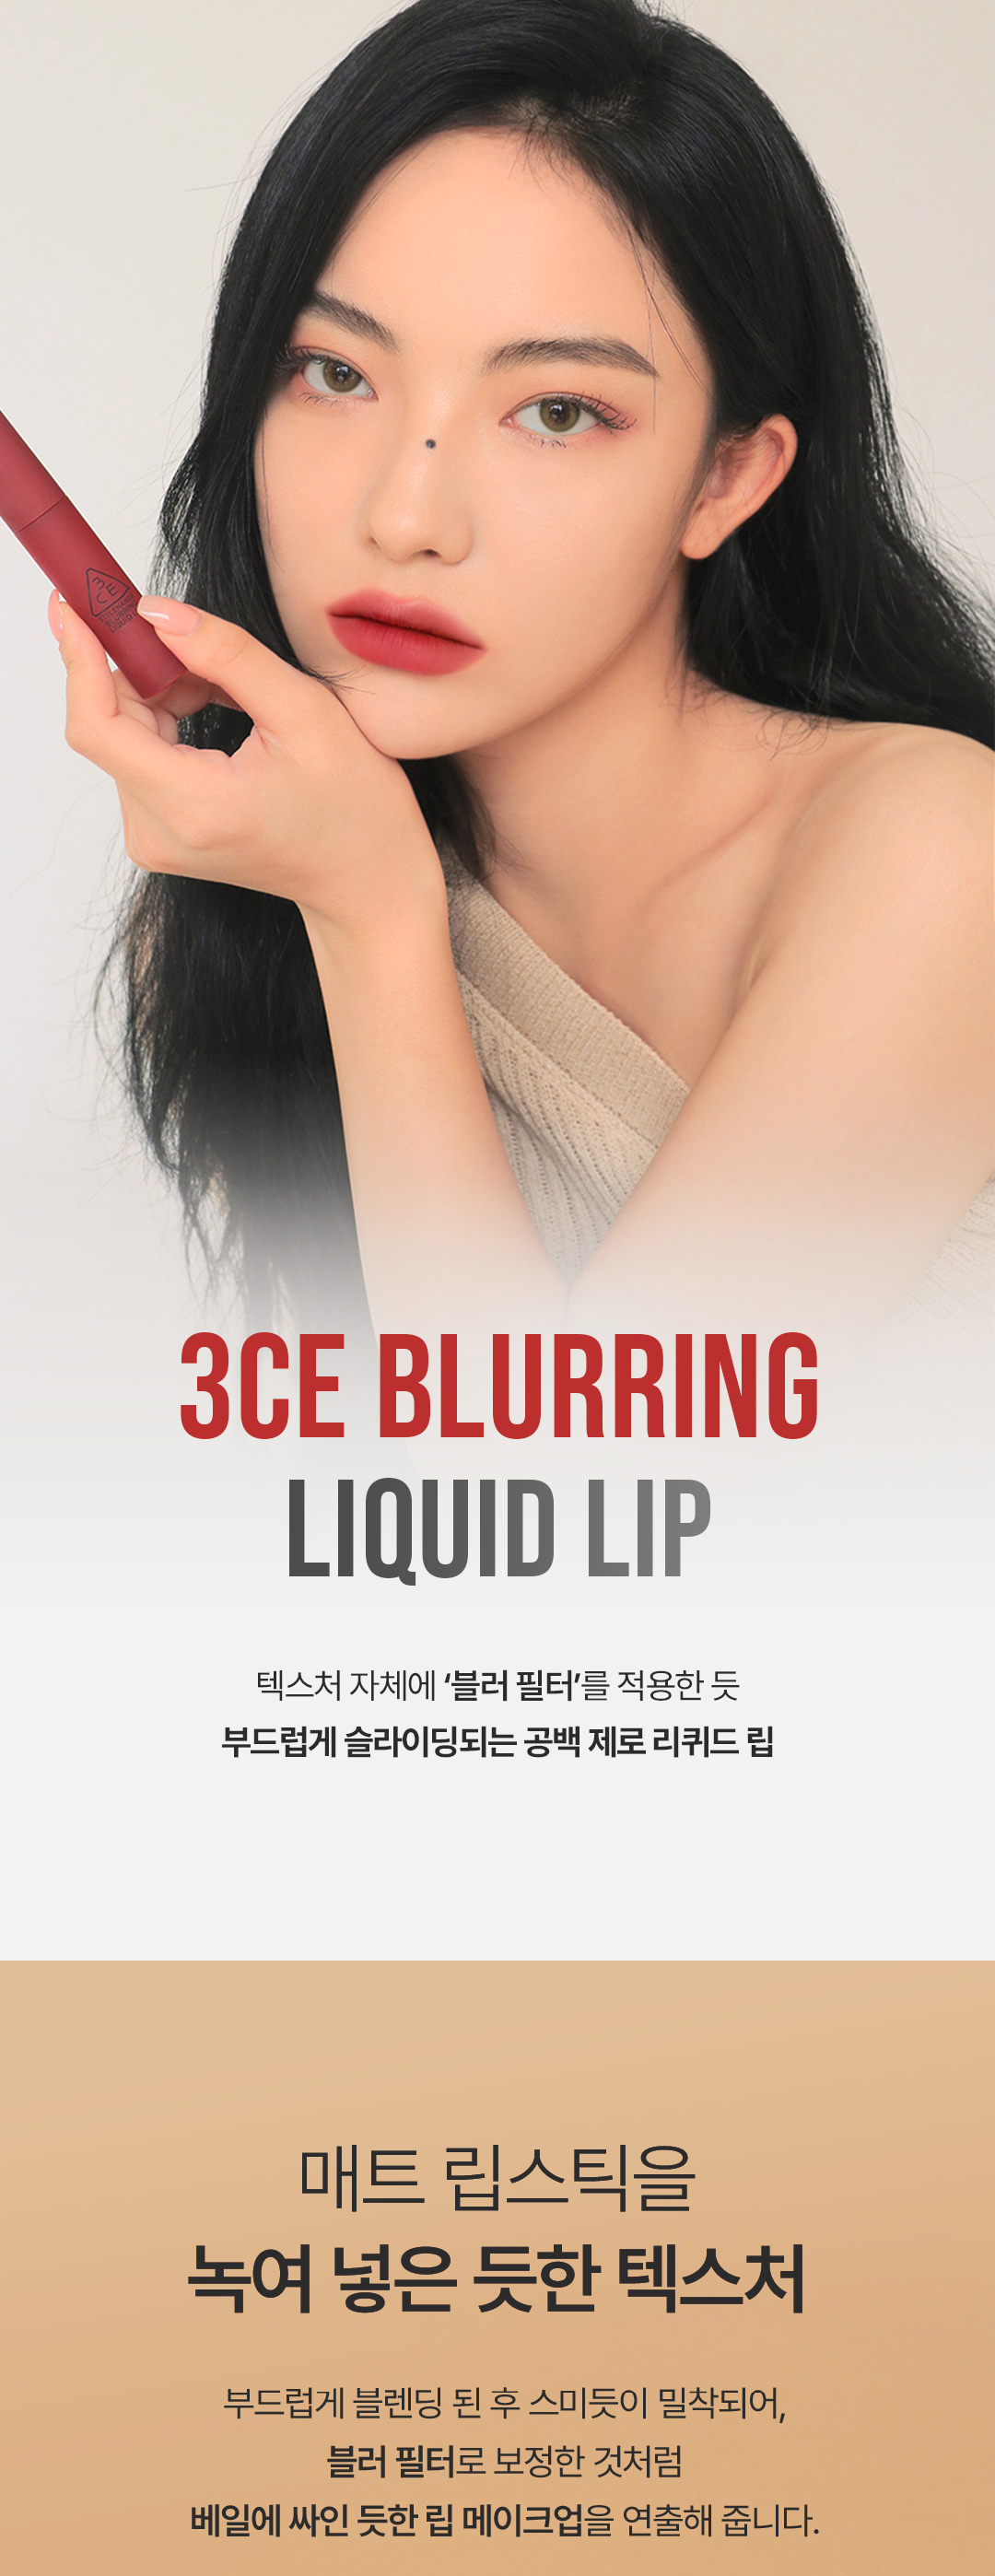 3CE
STYLENANDA
BLURRING
LIQUID LIP
3CE BLURRING
LIQUID LIP
텍스처 자체에 ‘블러 필터’를 적용한 듯
부드럽게 슬라이딩되는 공백 제로 리퀴드 립
매트 립스틱을
녹여 넣은 듯한 텍스처
부드럽게 블렌딩 된 후 스미듯이 밀착되어,
블러 필터로 보정한 것처럼
베일에 싸인 듯한 립 메이크업을 연출해 줍니다.